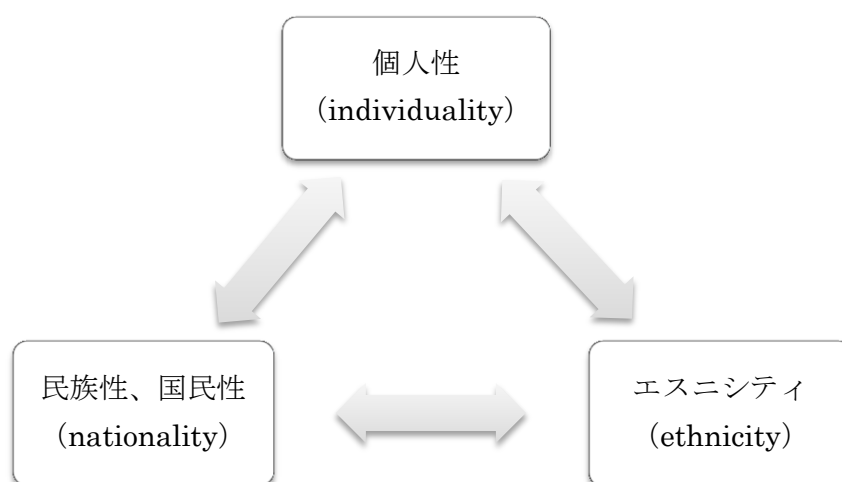 個人性
（individuality）
民族性、国民性
（nationality）
エスニシティ
（ethnicity）